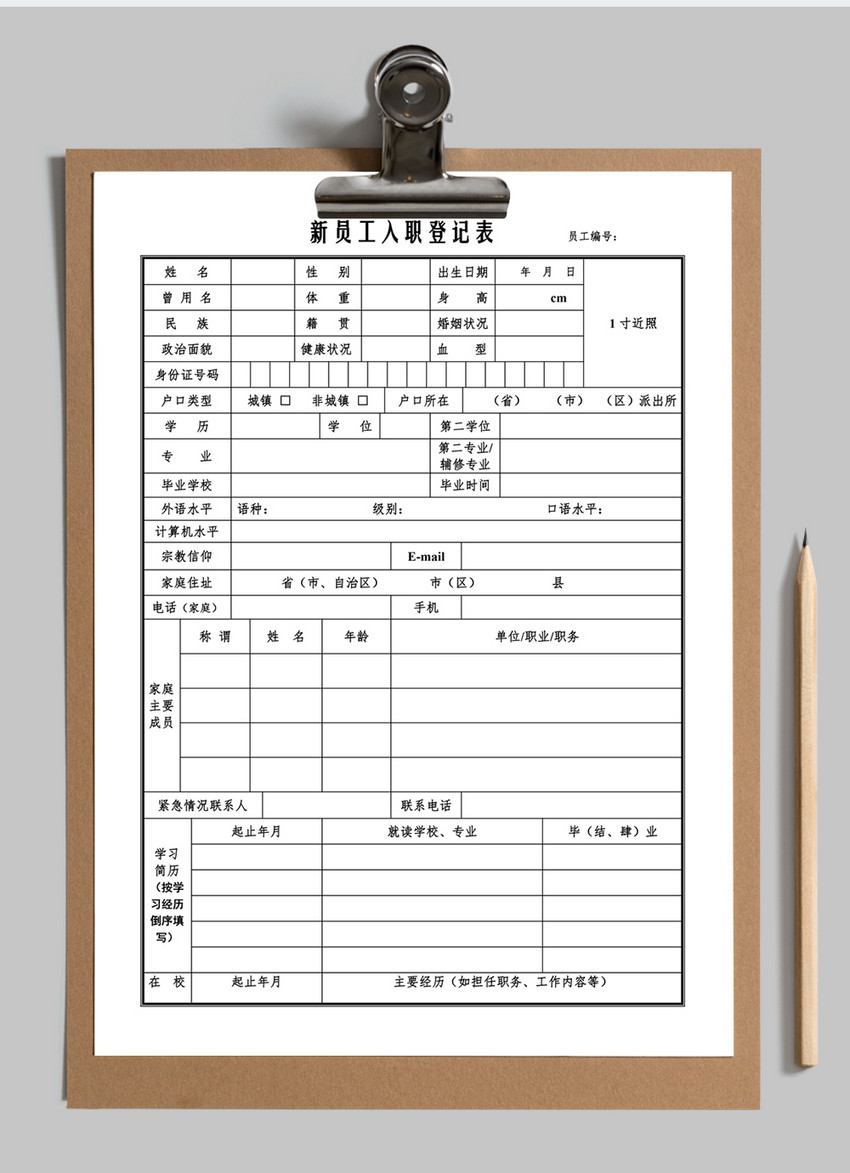 新员工入职登记表
员工编号：
姓 名 性 别 出生日期 年 月 日
曾 用 名 体 重 身 高 cm
民 族 籍 贯 婚姻状况 1寸近照
政治面貌 健康状况 血 型
身份证号码
户口类型 城镇 □ 非城镇 □ 户口所在 （省） （市） （区）派出所
学 历 学 位 第二学位
专 业 第二专业/
辅修专业
毕业学校 毕业时间
外语水平 语种： 级别： 口语水平：
计算机水平
宗教信仰 E-mail
家庭住址 省（市、自治区） 市（区） 县
电话（家庭） 手机
称 谓 姓 名 年龄 单位/职业/职务
家庭
主要
成员
紧急情况联系人 联系电话
起止年月 就读学校、专业 毕（结、肄）业
学习
简历
（按学
习经历
倒序填
写）
在 校 起止年月 主要经历（如担任职务、工作内容等）